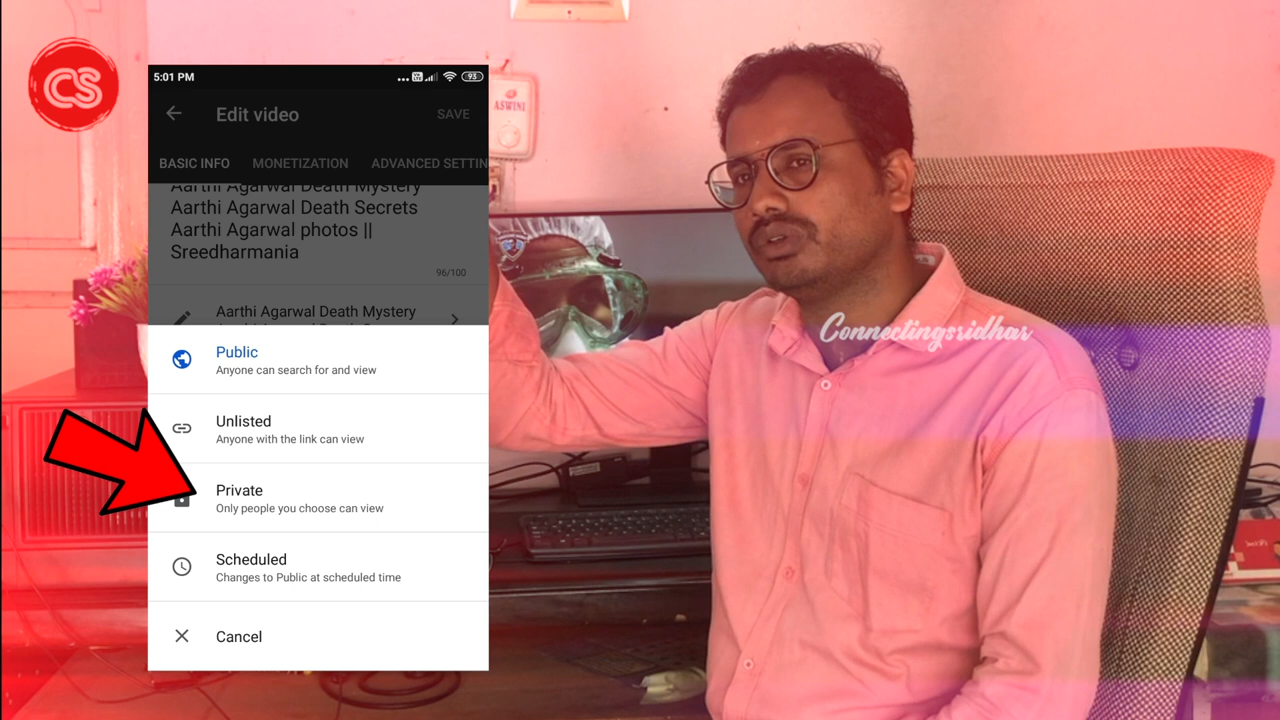 CS
5:01 PM
93
Edit video
SAVE
BASIC INFO
MONETIZATION
ADVANCED SETTIN
Aarthi Agarwal Death Mystery
Aarthi Agarwal Death Secrets
Aarthi Agarwal photos ||
Sreedharmania
96/100
Aarthi Agarwal Death Mystery
Public
Anyone can search for and view
Unlisted
Anyone with the link can view
Private
Only people you choose can view
Scheduled
Changes to Public at scheduled time
Cancel
ASWINI
Connectingsridhar